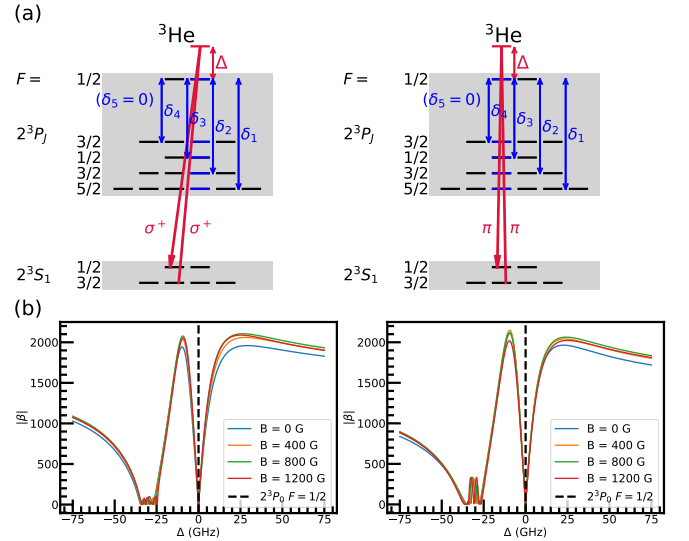 (a)
³He
Δ
F = 1/2
(δ₅ = 0)
δ₄
δ₃
δ₂
δ₁
2³P_J
3/2
1/2
3/2
5/2
σ⁺
σ⁺
2³S₁
1/2
3/2
³He
Δ
F = 1/2
(δ₅ = 0)
δ₄
δ₃
δ₂
δ₁
2³P_J
3/2
1/2
3/2
5/2
π
π
2³S₁
1/2
3/2
(b)
|β|
2000
1500
1000
500
0
B = 0 G
B = 400 G
B = 800 G
B = 1200 G
2³P₀ F = 1/2
−75 −50 −25 0 25 50 75
Δ (GHz)
|β|
2000
1500
1000
500
0
B = 0 G
B = 400 G
B = 800 G
B = 1200 G
2³P₀ F = 1/2
−75 −50 −25 0 25 50 75
Δ (GHz)